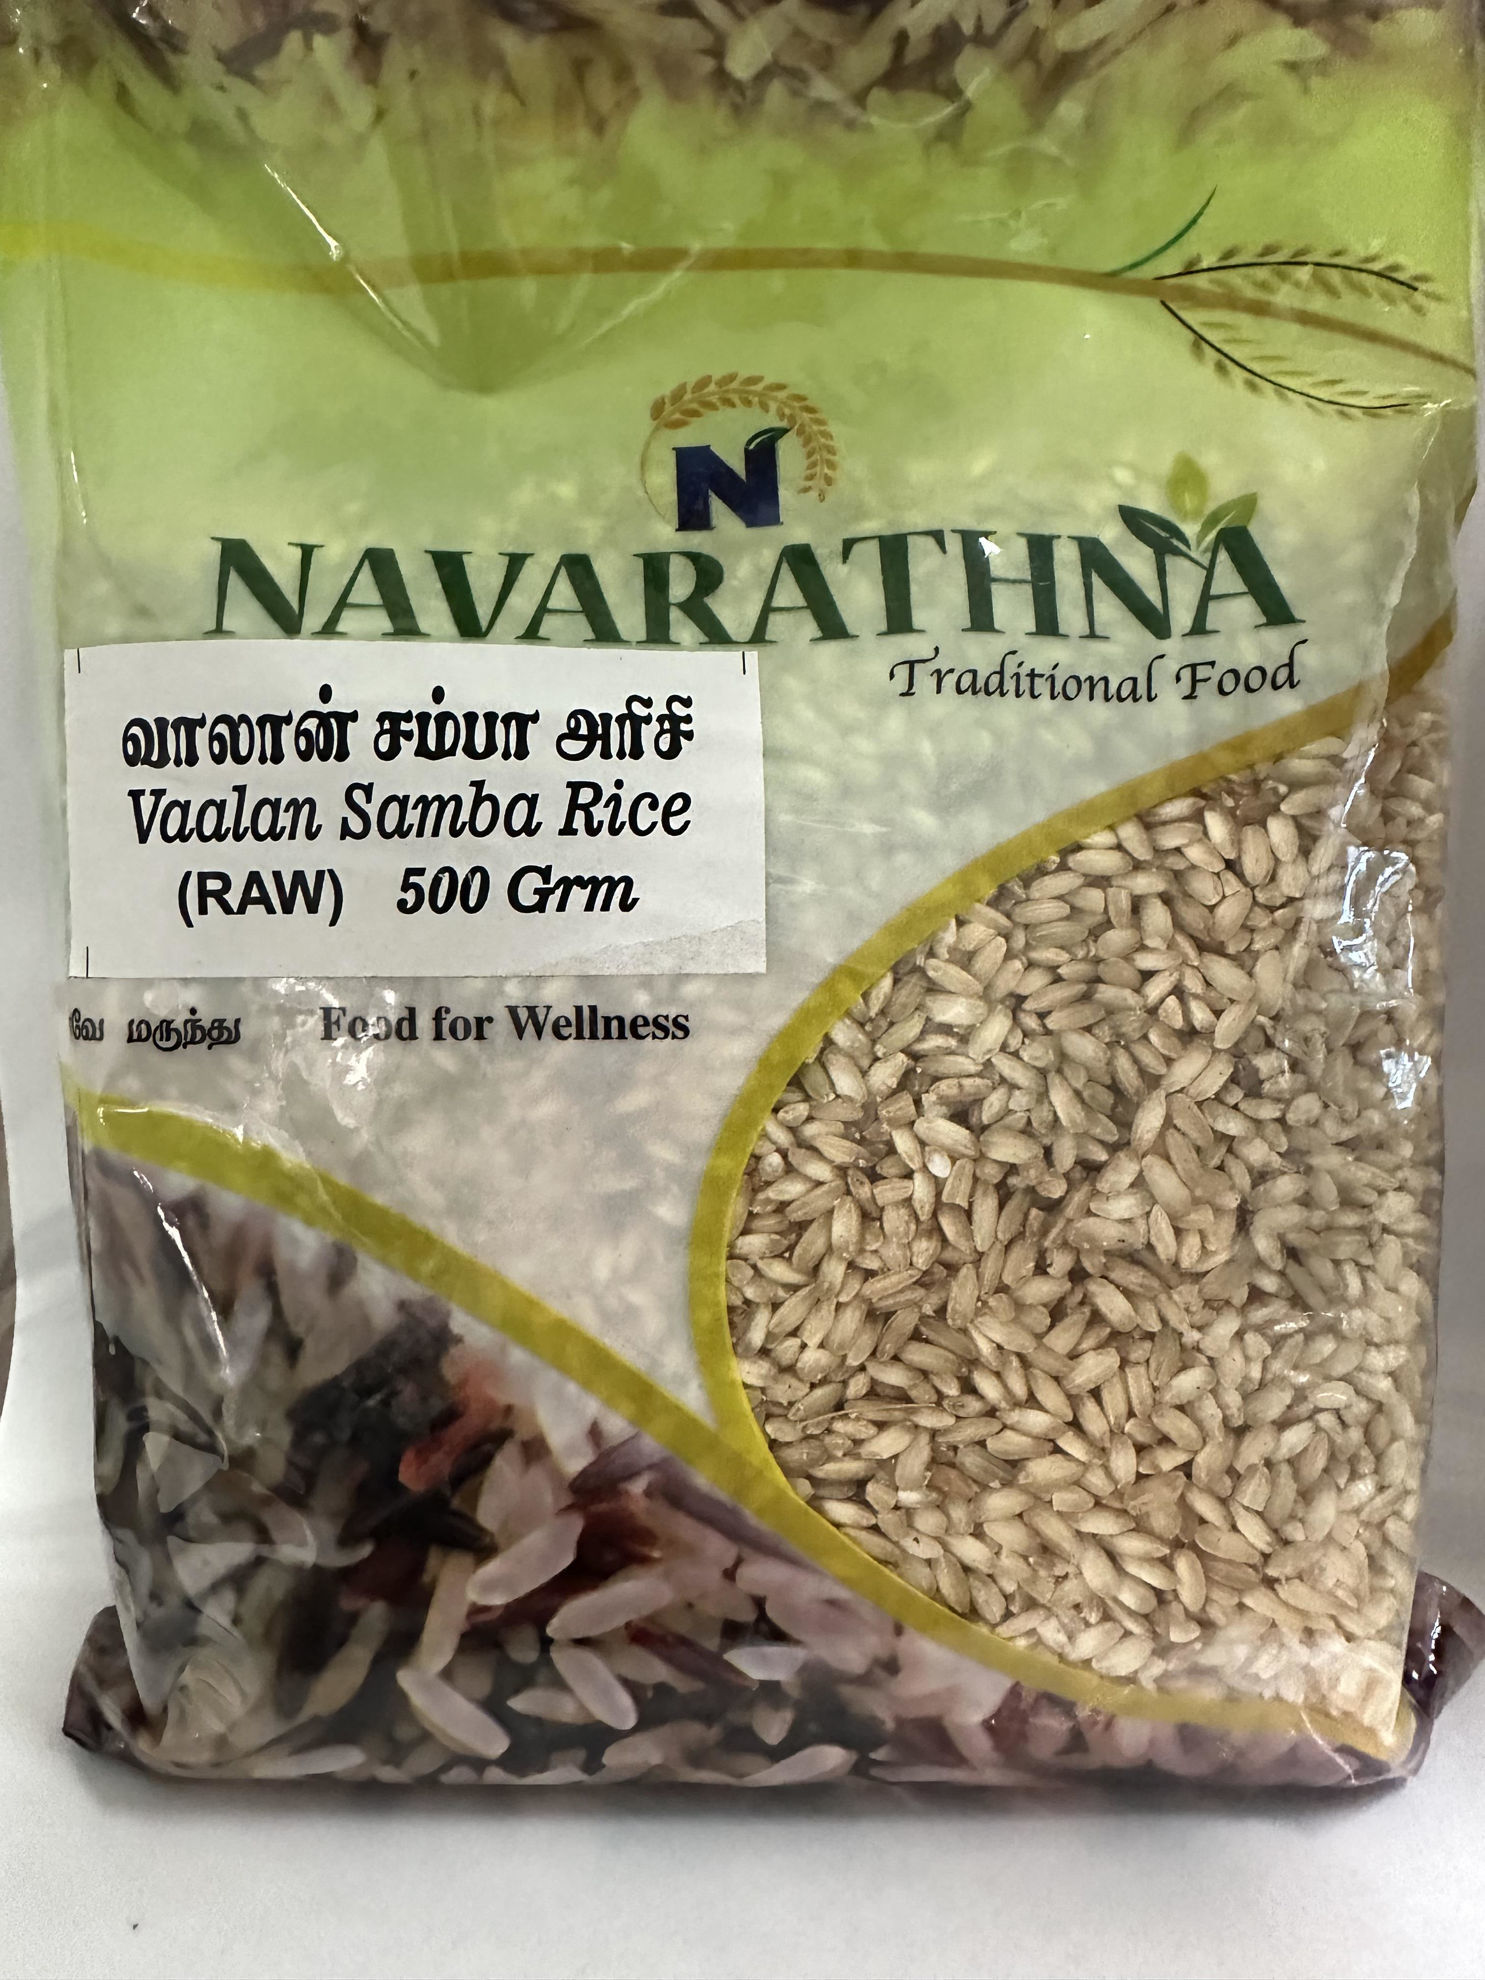 N
NAVARATHNA
Traditional Food
வாலான் சம்பா அரிசி
Vaalan Samba Rice
(RAW) 500 Grm
மருந்து Food for Wellness